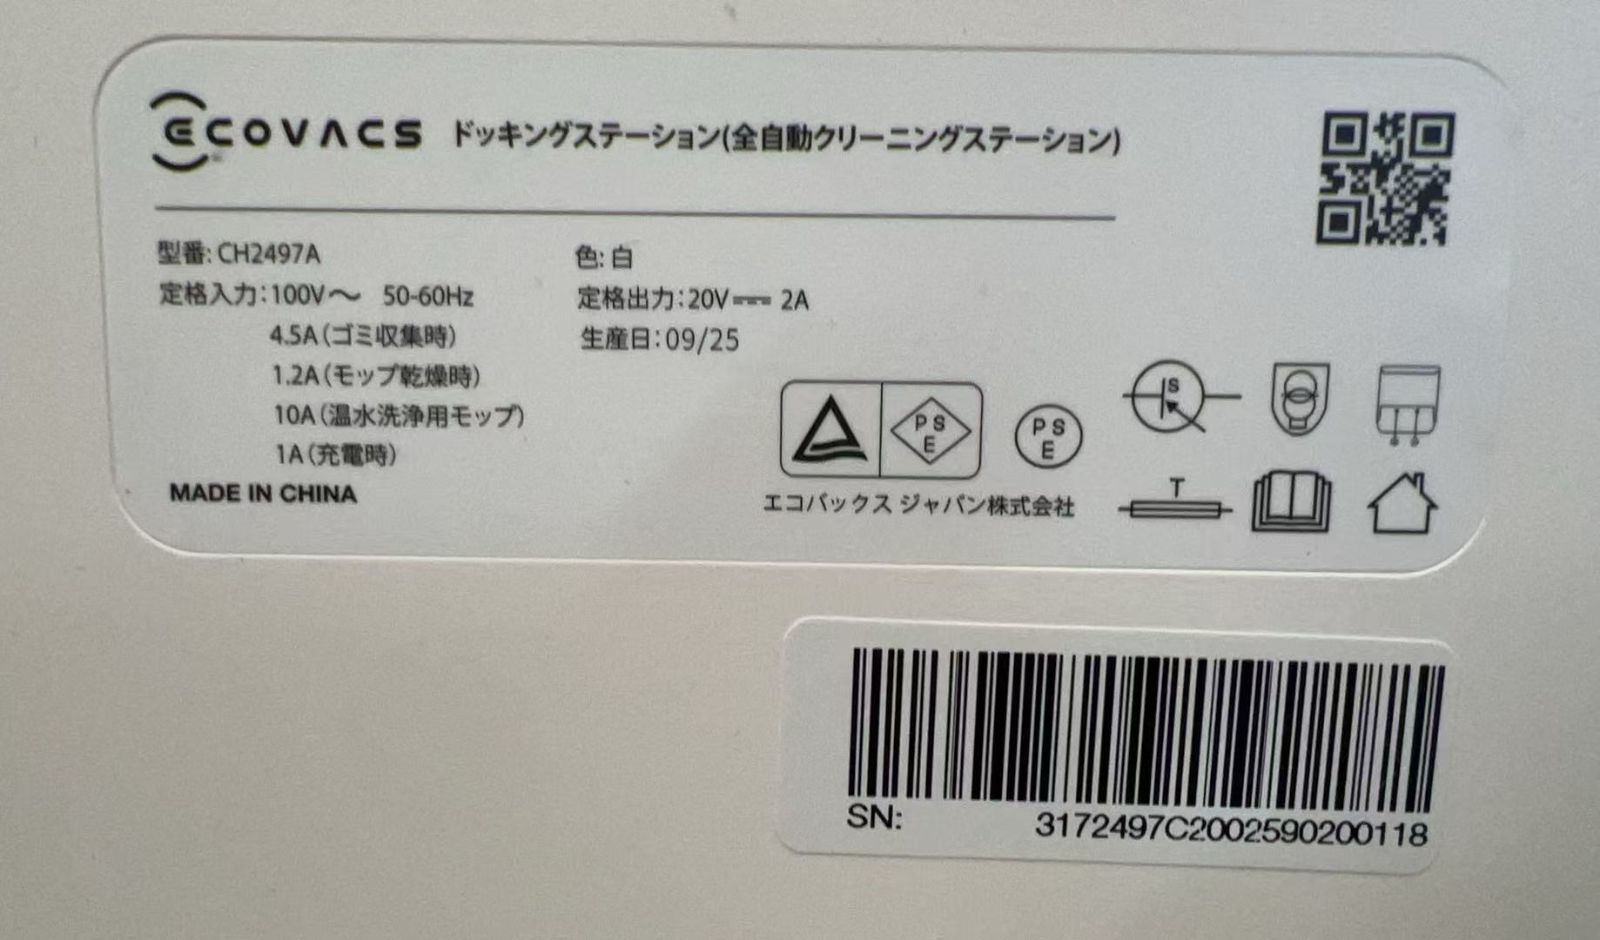 ECOVACS ドッキングステーション(全自動クリーニングステーション)
型番: CH2497A
色: 白
定格入力：100V～ 50-60Hz
定格出力：20V⎓ 2A
4.5A（ゴミ収集時）
生産日：09/25
1.2A（モップ乾燥時）
10A（温水洗浄用モップ）
1A（充電時）
MADE IN CHINA
PSE
PSE
エコバックス ジャパン株式会社
S
T
SN: 3172497C2002590200118